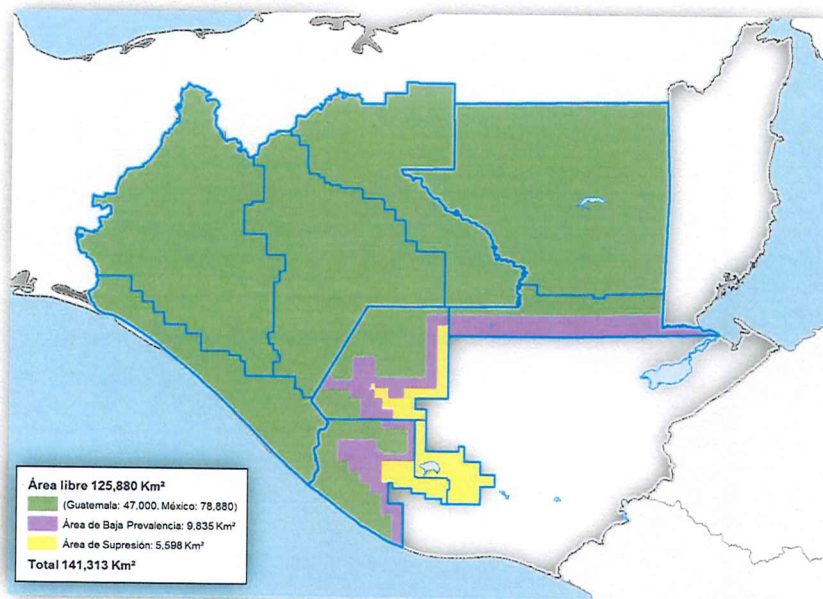 Área libre 125,880 Km²
(Guatemala: 47.000. México: 78,880)
Área de Baja Prevalencia: 9,835 Km²
Área de Supresión: 5,598 Km²
Total 141,313 Km²